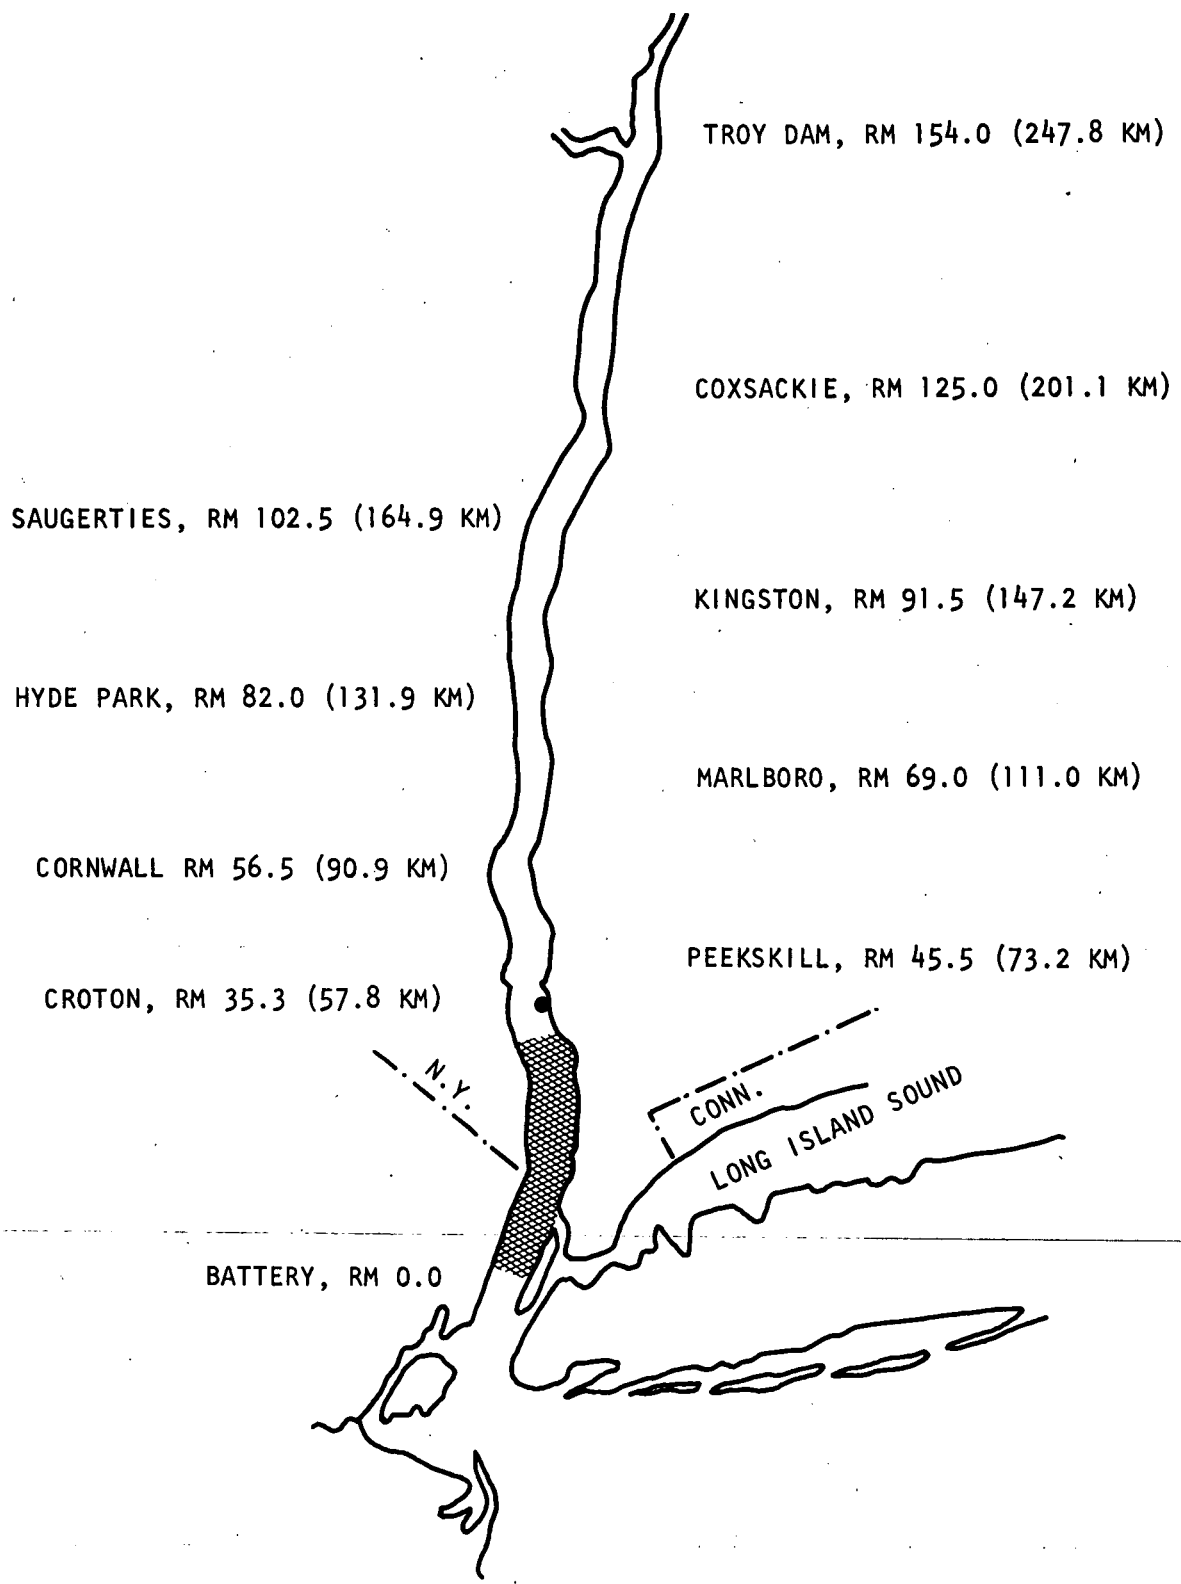 TROY DAM, RM 154.0 (247.8 KM)
COXSACKIE, RM 125.0 (201.1 KM)
SAUGERTIES, RM 102.5 (164.9 KM)
KINGSTON, RM 91.5 (147.2 KM)
HYDE PARK, RM 82.0 (131.9 KM)
MARLBORO, RM 69.0 (111.0 KM)
CORNWALL RM 56.5 (90.9 KM)
PEEKSKILL, RM 45.5 (73.2 KM)
CROTON, RM 35.3 (57.8 KM)
N.Y.
CONN.
LONG ISLAND SOUND
BATTERY, RM 0.0